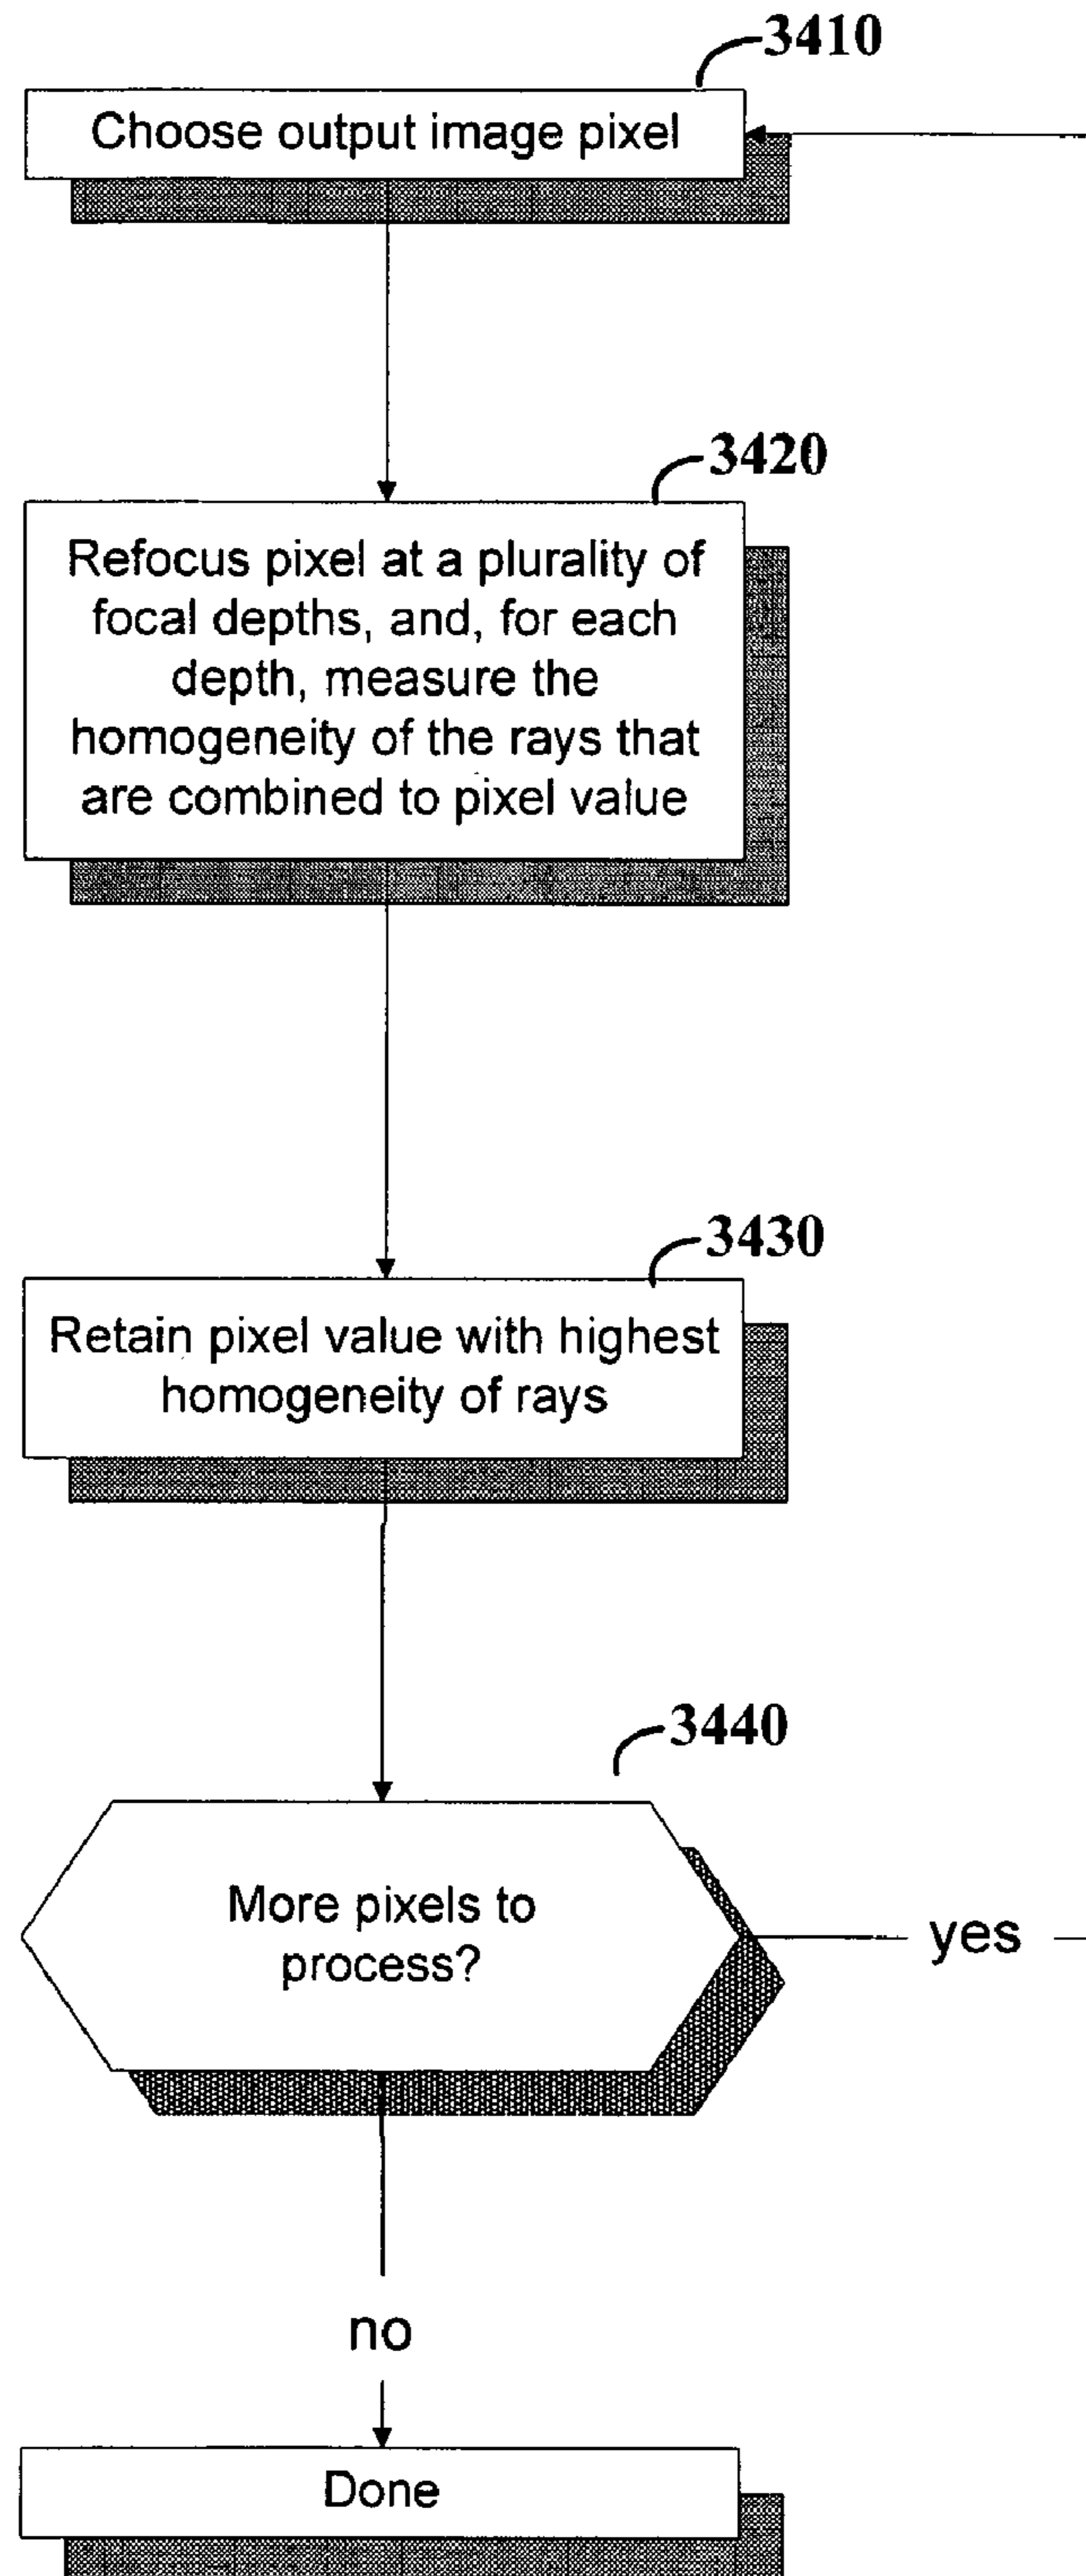 3410
Choose output image pixel
3420
Refocus pixel at a plurality of
focal depths, and, for each
depth, measure the
homogeneity of the rays that
are combined to pixel value
3430
Retain pixel value with highest
homogeneity of rays
3440
More pixels to
process?
yes
no
Done